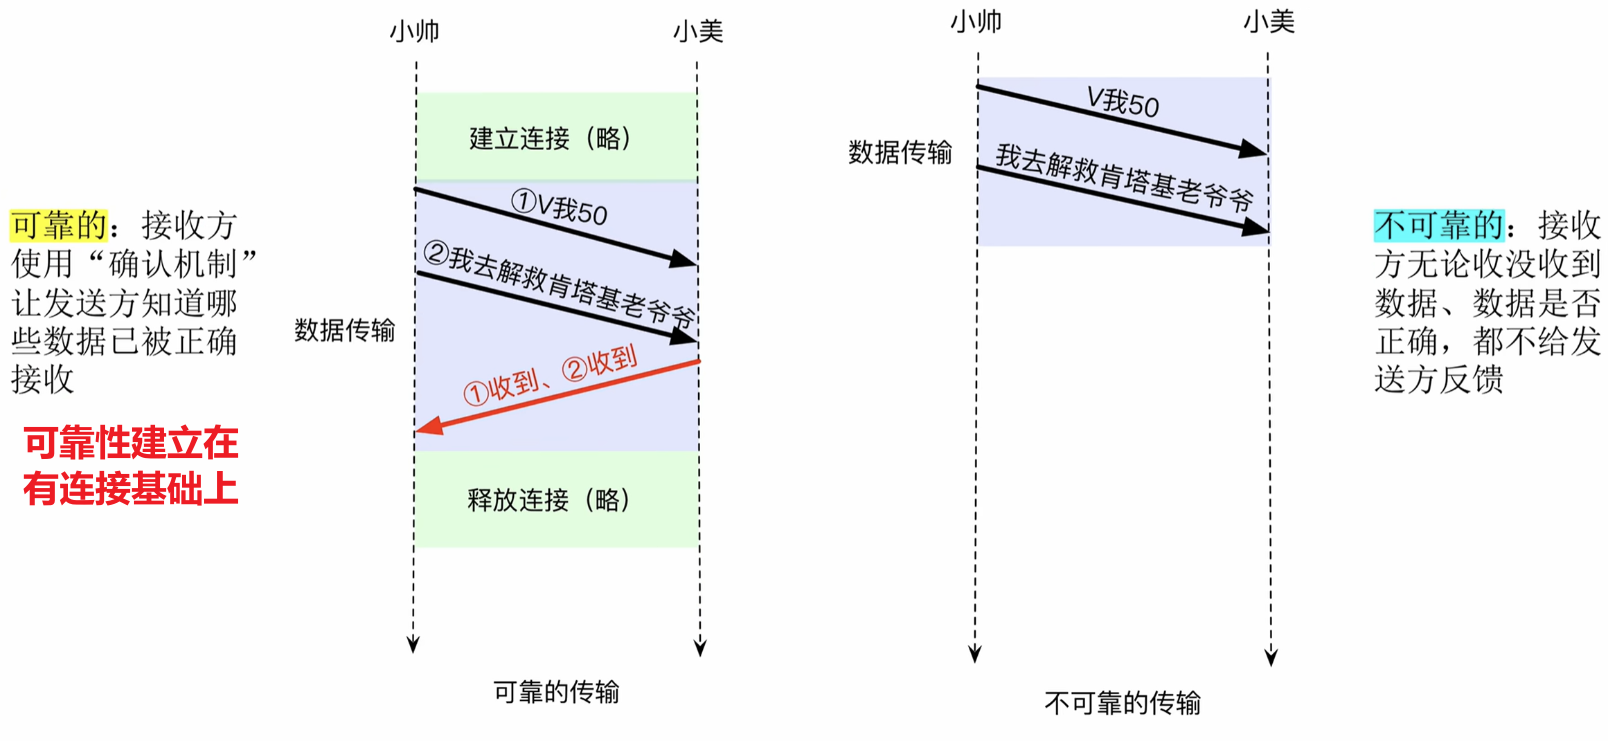 小帅
小美
建立连接（略）
①V我50
②我去解救肯塔基老爷爷
数据传输
①收到、②收到
释放连接（略）
可靠的传输
可靠的：接收方
使用“确认机制”
让发送方知道哪
些数据已被正确
接收
可靠性建立在
有连接基础上
小帅
小美
V我50
数据传输
我去解救肯塔基老爷爷
不可靠的传输
不可靠的：接收
方无论收没收到
数据、数据是否
正确，都不给发
送方反馈